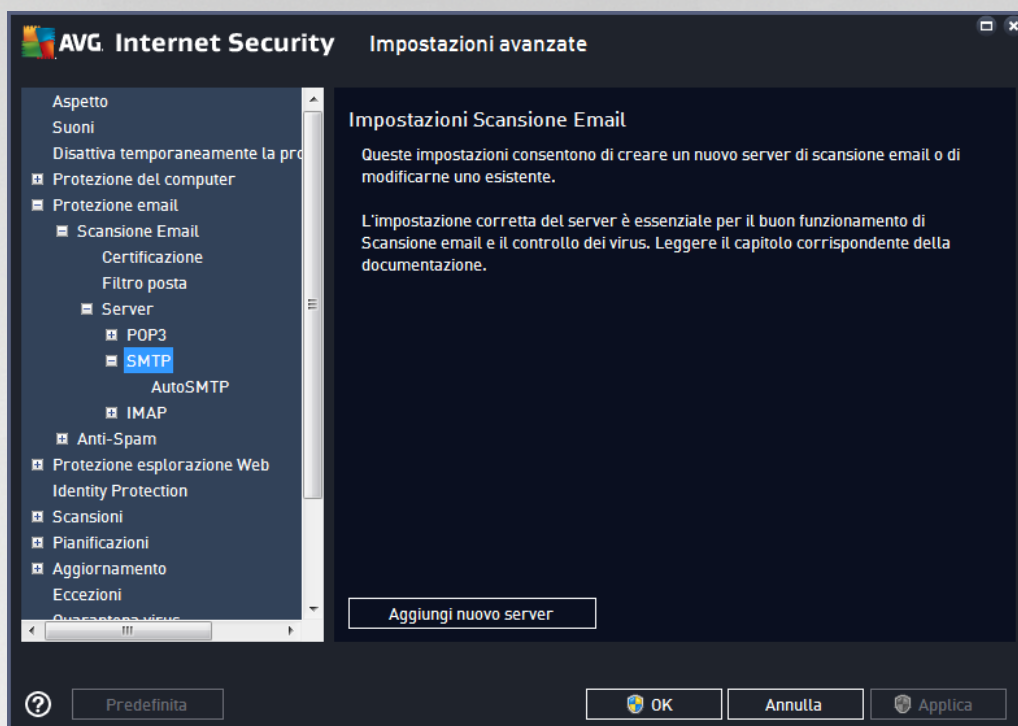 AVG. Internet Security
Impostazioni avanzate
Aspetto
Suoni
Disattiva temporaneamente la pro
Protezione del computer
Protezione email
Scansione Email
Certificazione
Filtro posta
Server
POP3
SMTP
AutoSMTP
IMAP
Anti-Spam
Protezione esplorazione Web
Identity Protection
Scansioni
Pianificazioni
Aggiornamento
Eccezioni
Quarantena virus
Impostazioni Scansione Email
Queste impostazioni consentono di creare un nuovo server di scansione email o di
modificarne uno esistente.
L'impostazione corretta del server è essenziale per il buon funzionamento di
Scansione email e il controllo dei virus. Leggere il capitolo corrispondente della
documentazione.
Aggiungi nuovo server
Predefinita
OK
Annulla
Applica